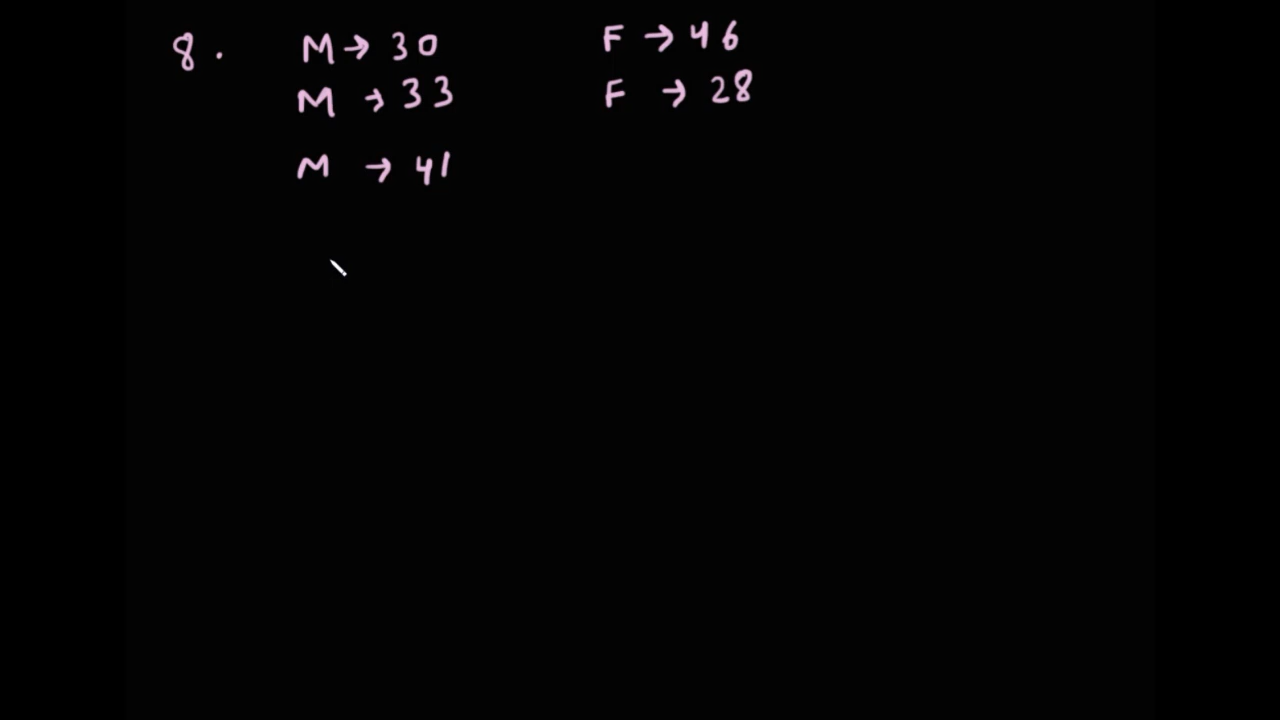 8. M → 30 F → 46
M → 33 F → 28
M → 41